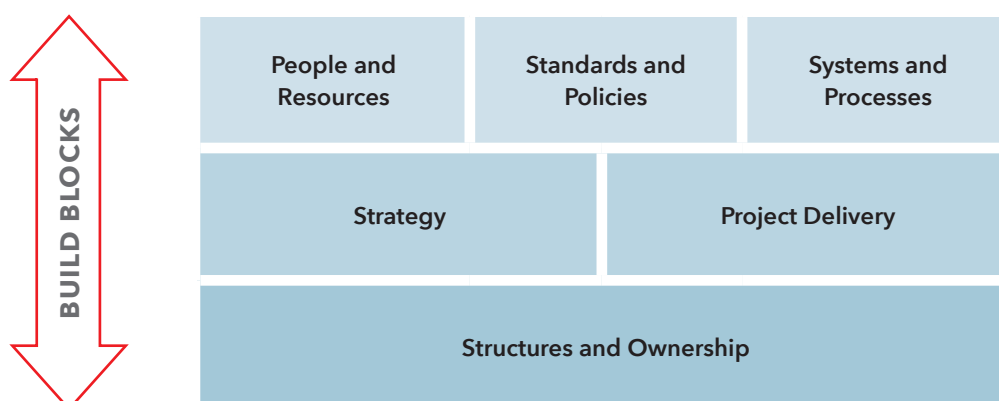 BUILD BLOCKS
People and
Resources
Standards and
Policies
Systems and
Processes
Strategy
Project Delivery
Structures and Ownership